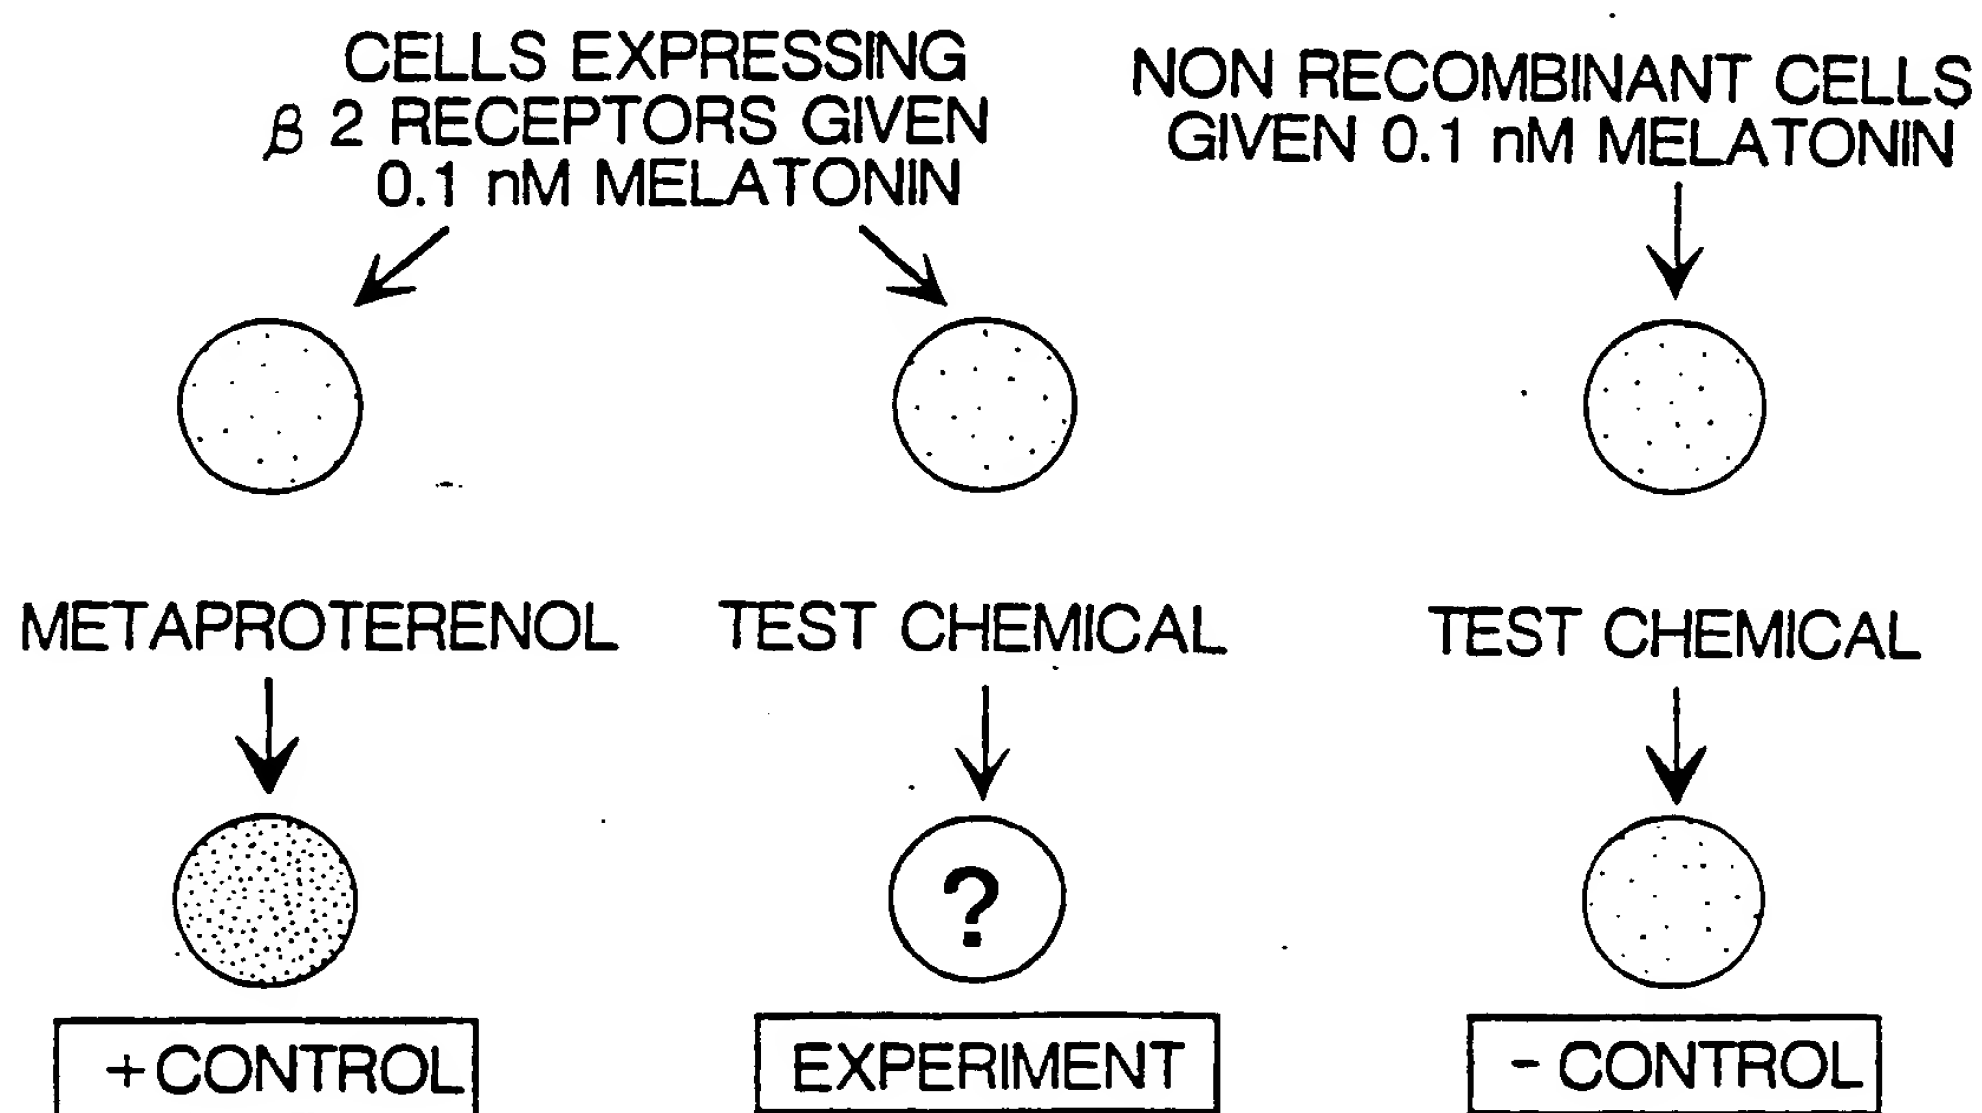 CELLS EXPRESSING
β 2 RECEPTORS GIVEN
0.1 nM MELATONIN
NON RECOMBINANT CELLS
GIVEN 0.1 nM MELATONIN
METAPROTERENOL
TEST CHEMICAL
TEST CHEMICAL
?
+ CONTROL
EXPERIMENT
- CONTROL